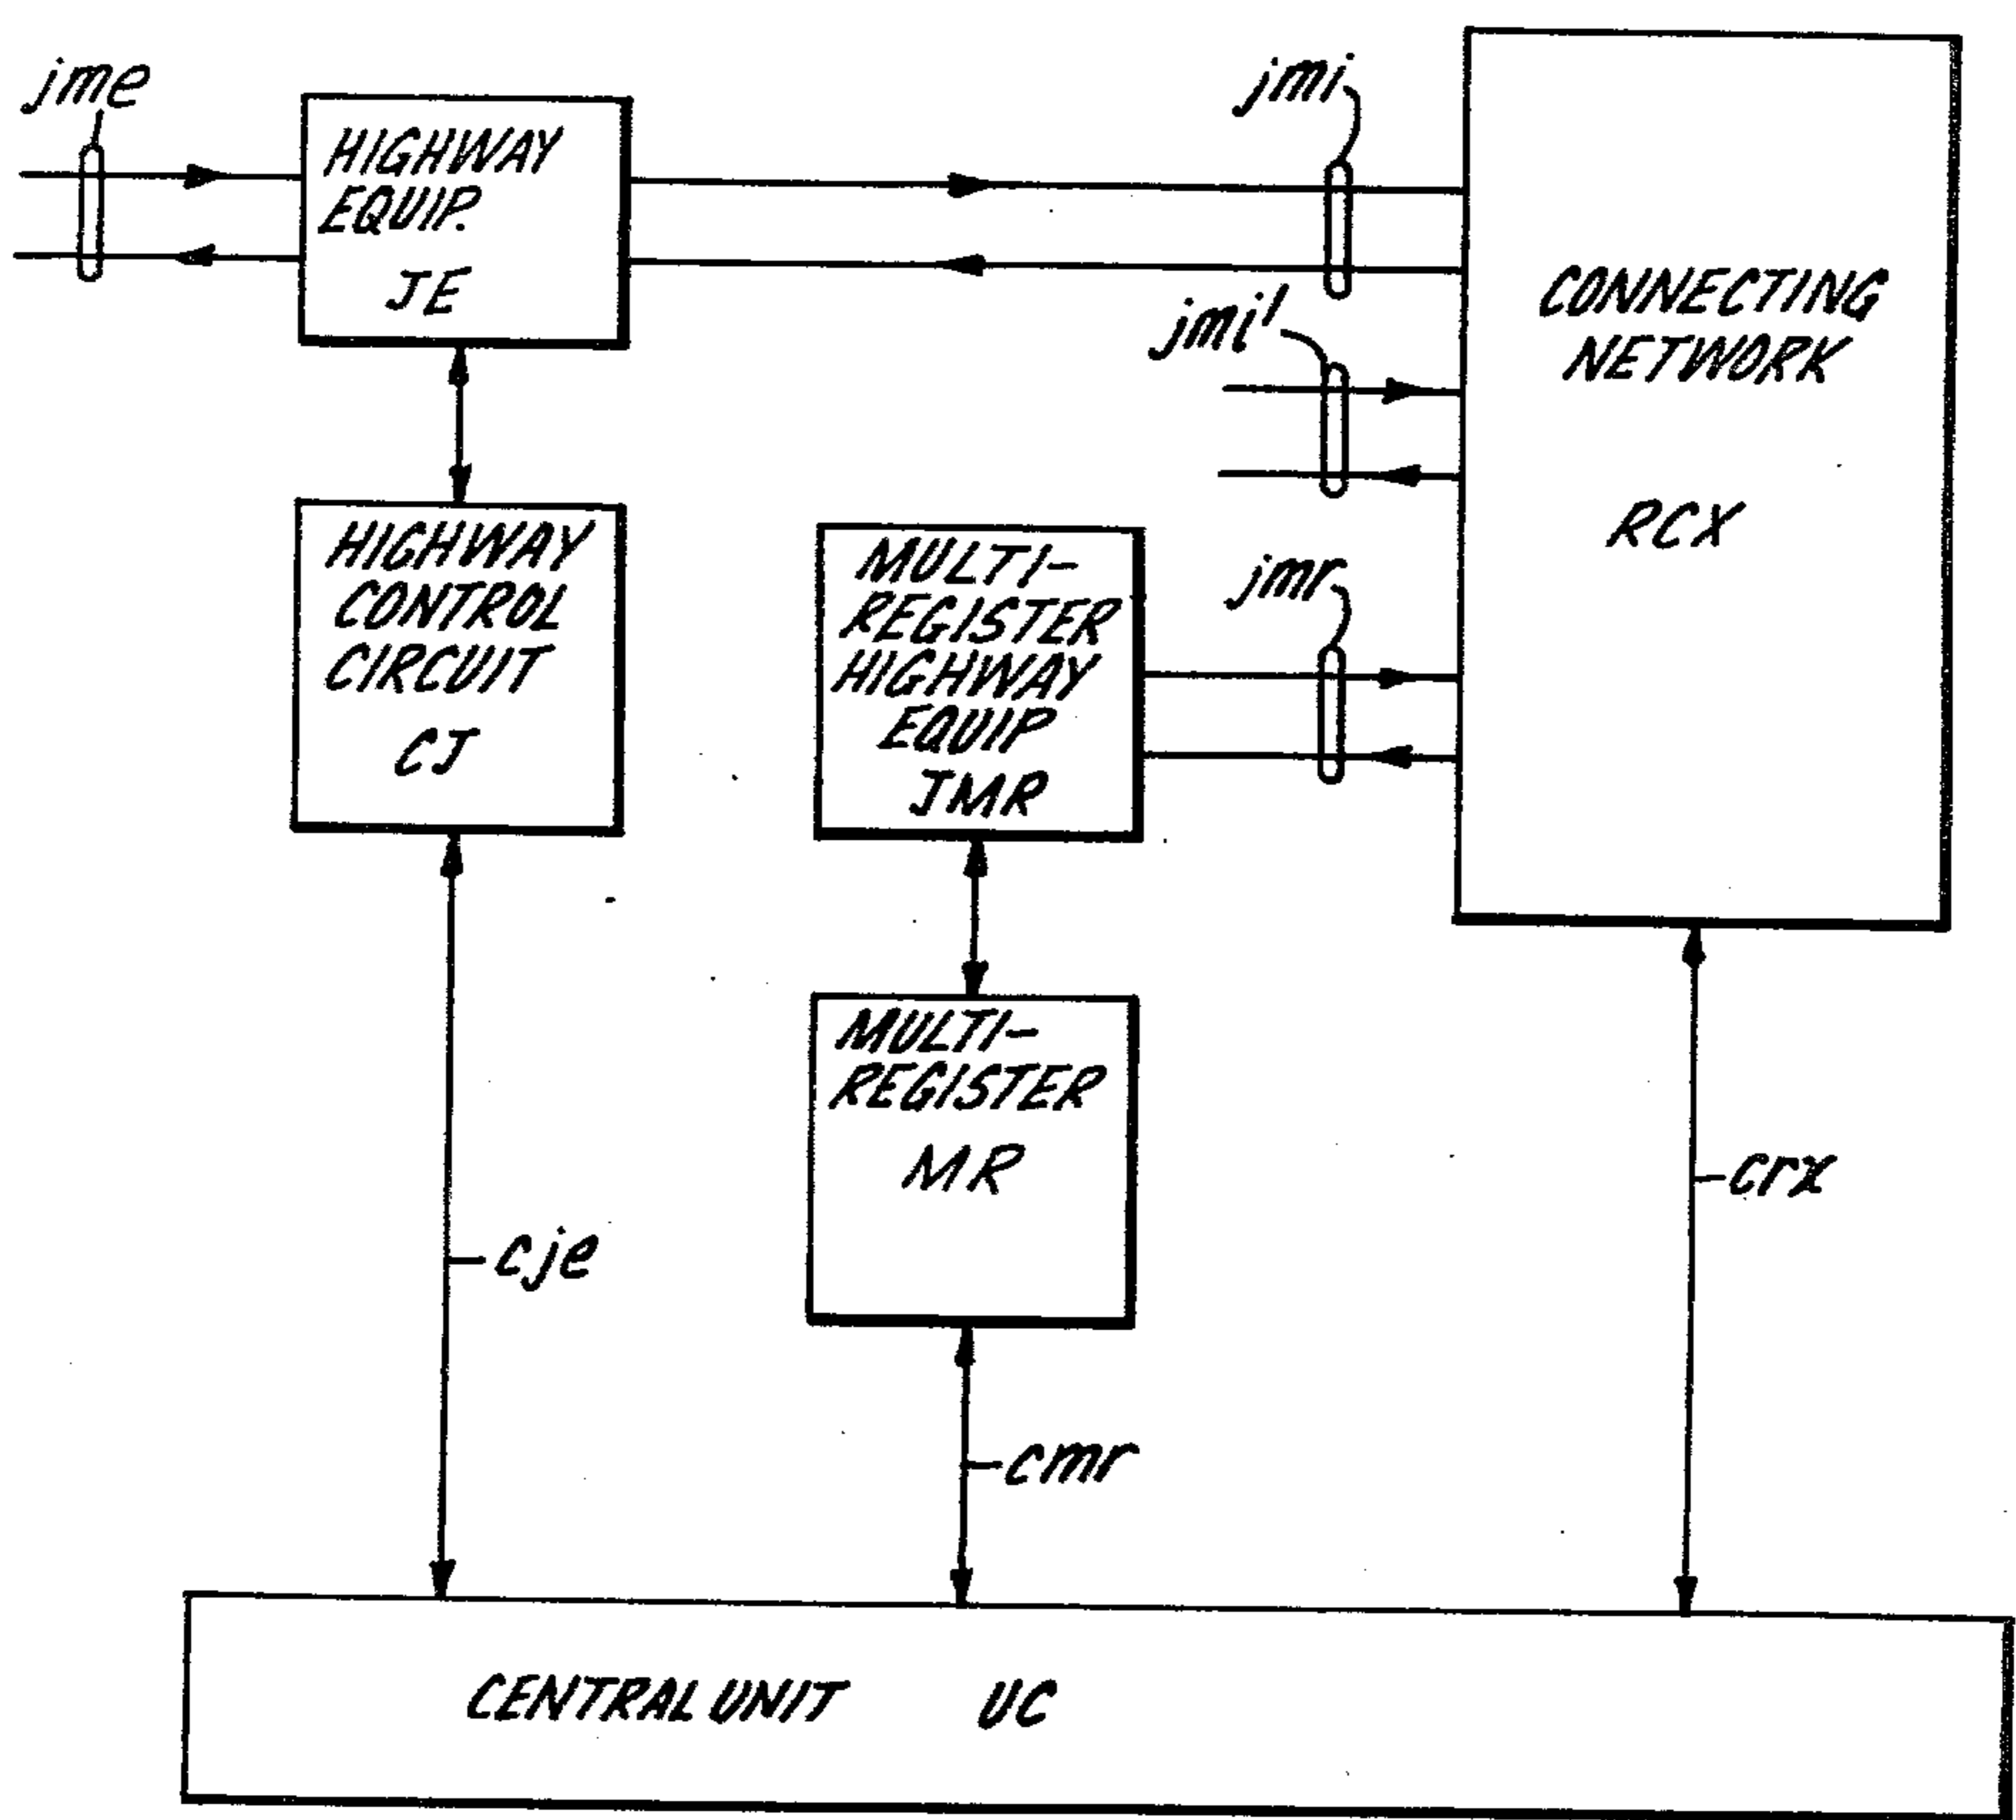 jme
HIGHWAY
EQUIP.
JE
jmi
jmi'
CONNECTING
NETWORK
RCX
HIGHWAY
CONTROL
CIRCUIT
CJ
MULTI-
REGISTER
HIGHWAY
EQUIP
JMR
jmr
MULTI-
REGISTER
MR
cje
cmr
crx
CENTRAL UNIT UC